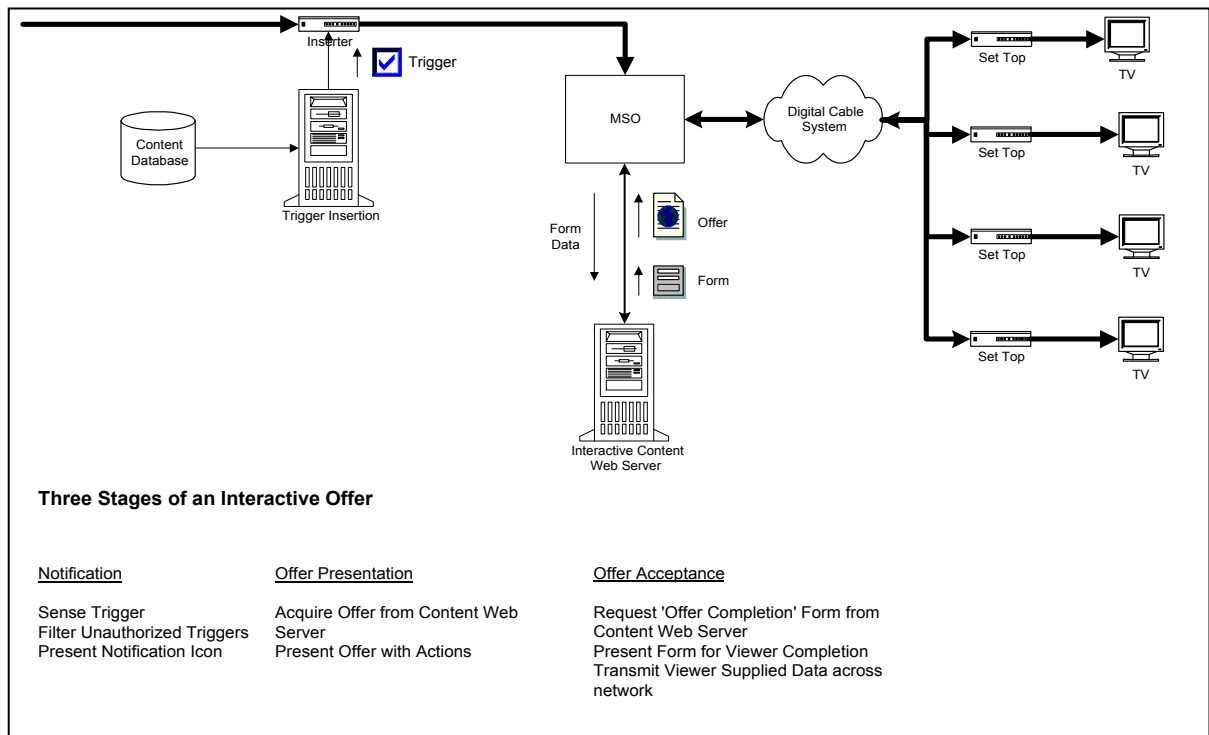 Inserter
Trigger
Content
Database
Trigger Insertion
MSO
Digital Cable
System
Set Top
TV
Set Top
TV
Set Top
TV
Set Top
TV
Form
Data
Offer
Form
Interactive Content
Web Server
Three Stages of an Interactive Offer
Notification
Sense Trigger
Filter Unauthorized Triggers
Present Notification Icon
Offer Presentation
Acquire Offer from Content Web
Server
Present Offer with Actions
Offer Acceptance
Request 'Offer Completion' Form from
Content Web Server
Present Form for Viewer Completion
Transmit Viewer Supplied Data across
network